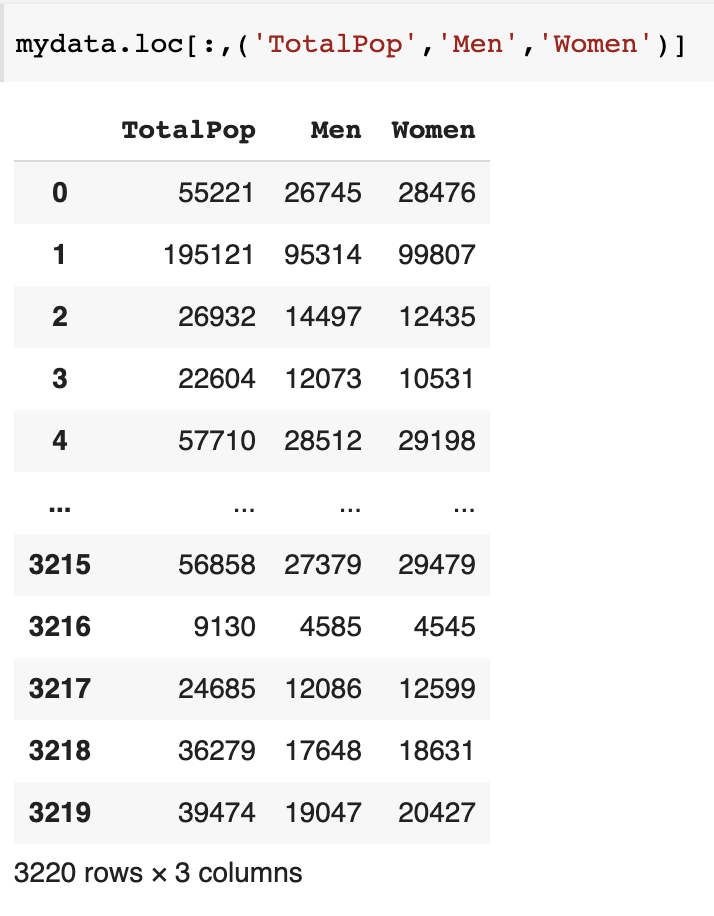 mydata.loc[:,('TotalPop','Men','Women')]
TotalPop Men Women
0 55221 26745 28476
1 195121 95314 99807
2 26932 14497 12435
3 22604 12073 10531
4 57710 28512 29198
... ... ... ...
3215 56858 27379 29479
3216 9130 4585 4545
3217 24685 12086 12599
3218 36279 17648 18631
3219 39474 19047 20427
3220 rows × 3 columns